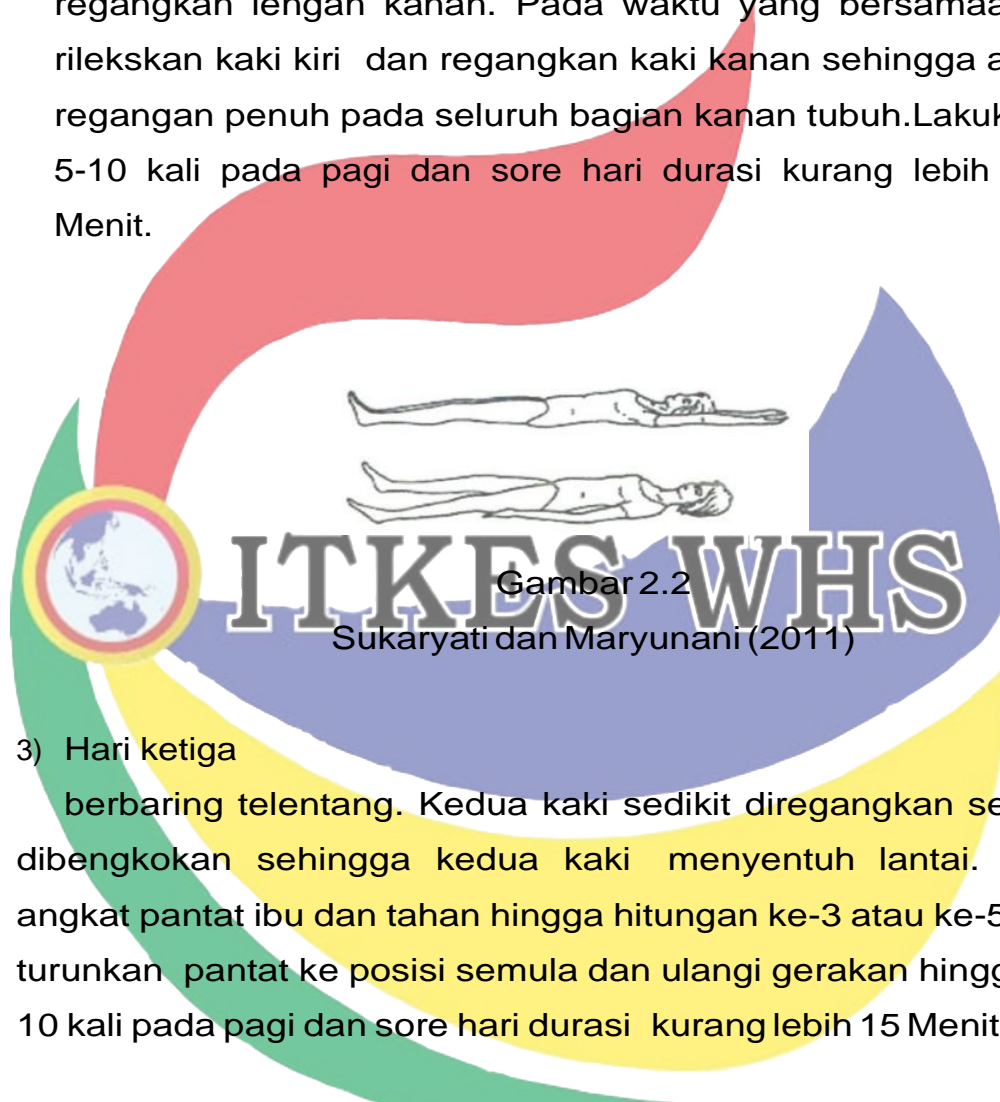 regangkan lengan kanan. Pada waktu yang bersamaa
rilekskan kaki kiri dan regangkan kaki kanan sehingga a
regangan penuh pada seluruh bagian kanan tubuh.Lakuk
5-10 kali pada pagi dan sore hari durasi kurang lebih
Menit.
ITKES WHS
Gambar 2.2
Sukaryati dan Maryunani (2011)
3) Hari ketiga
berbaring telentang. Kedua kaki sedikit diregangkan se
dibengkokan sehingga kedua kaki menyentuh lantai.
angkat pantat ibu dan tahan hingga hitungan ke-3 atau ke-5
turunkan pantat ke posisi semula dan ulangi gerakan hingg
10 kali pada pagi dan sore hari durasi kurang lebih 15 Menit